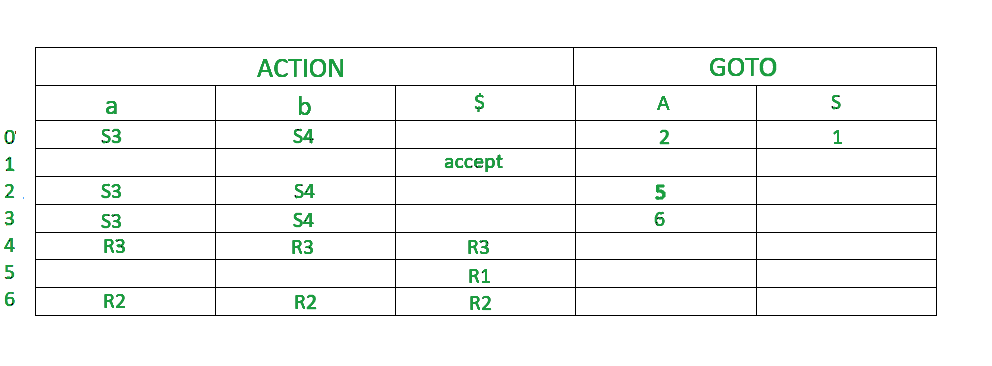 ACTION GOTO
a b $ A S
0 S3 S4 2 1
1 accept
2 S3 S4 5
3 S3 S4 6
4 R3 R3 R3
5 R1
6 R2 R2 R2